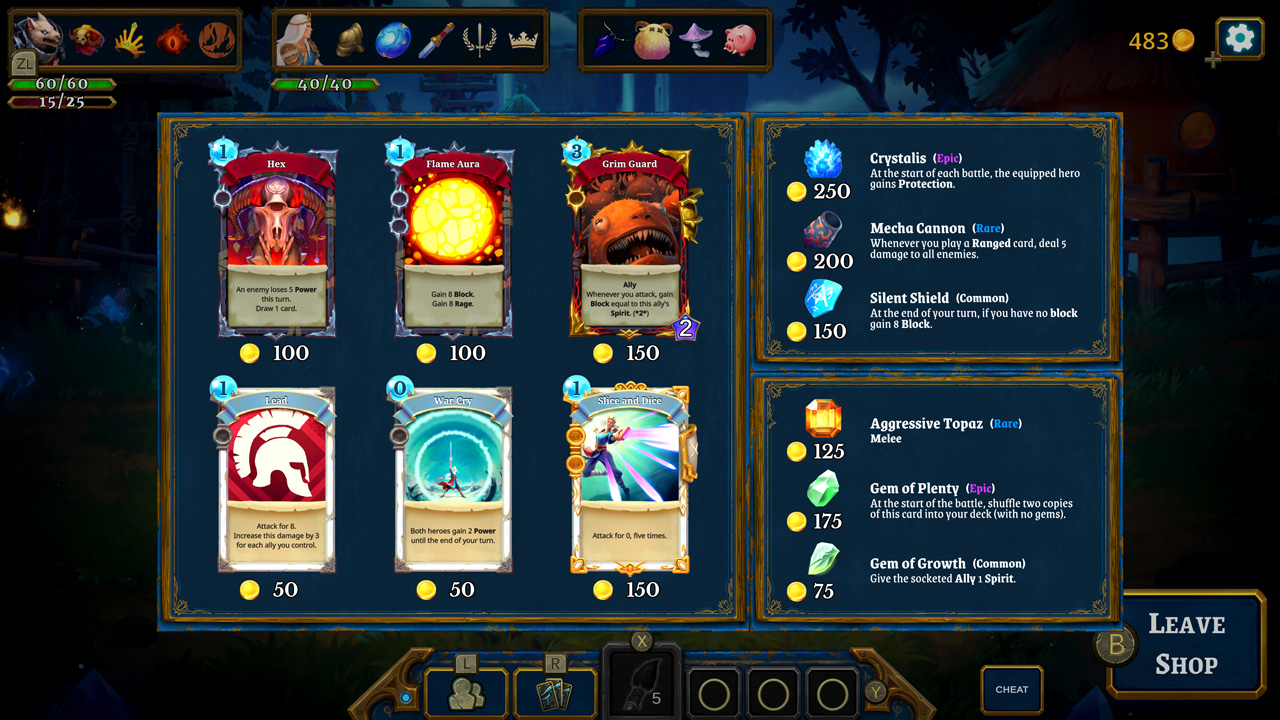 483
ZL
60/60
15/25
40/40
1
Hex
An enemy loses 5 Power
this turn.
Draw 1 card.
100
1
Flame Aura
Gain 8 Block.
Gain 8 Rage.
100
3
Grim Guard
Ally
Whenever you attack, gain
Block equal to this ally's
Spirit. (*2*)
2
150
1
Lead
Attack for 8.
Increase this damage by 3
for each ally you control.
50
0
War Cry
Both heroes gain 2 Power
until the end of your turn.
50
1
Slice and Dice
Attack for 0, five times.
150
Crystalis (Epic)
At the start of each battle, the equipped hero
gains Protection.
250
Mecha Cannon (Rare)
Whenever you play a Ranged card, deal 5
damage to all enemies.
200
Silent Shield (Common)
At the end of your turn, if you have no block
gain 8 Block.
150
Aggressive Topaz (Rare)
Melee
125
Gem of Plenty (Epic)
At the start of the battle, shuffle two copies
of this card into your deck (with no gems).
175
Gem of Growth (Common)
Give the socketed Ally 1 Spirit.
75
B
Leave
Shop
L
R
X
5
Y
CHEAT